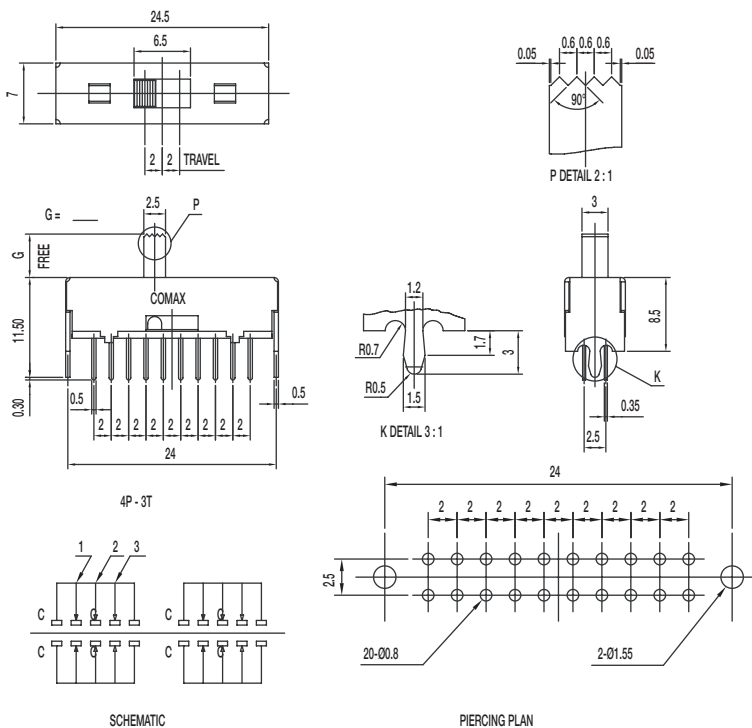 24.5
6.5
7
2 2 TRAVEL
0.05 0.6 0.6 0.6 0.05
90°
P DETAIL 2 : 1
G =
2.5
P
G
FREE
COMAX
11.50
0.30
0.5
0.5
2 2 2 2 2 2 2 2 2
24
1.2
R0.7
1.7
3
R0.5
1.5
K DETAIL 3 : 1
3
8.5
K
0.35
2.5
4P - 3T
1 2 3
C C C
C C C
SCHEMATIC
24
2 2 2 2 2 2 2 2 2
2.5
20-Ø0.8
2-Ø1.55
PIERCING PLAN